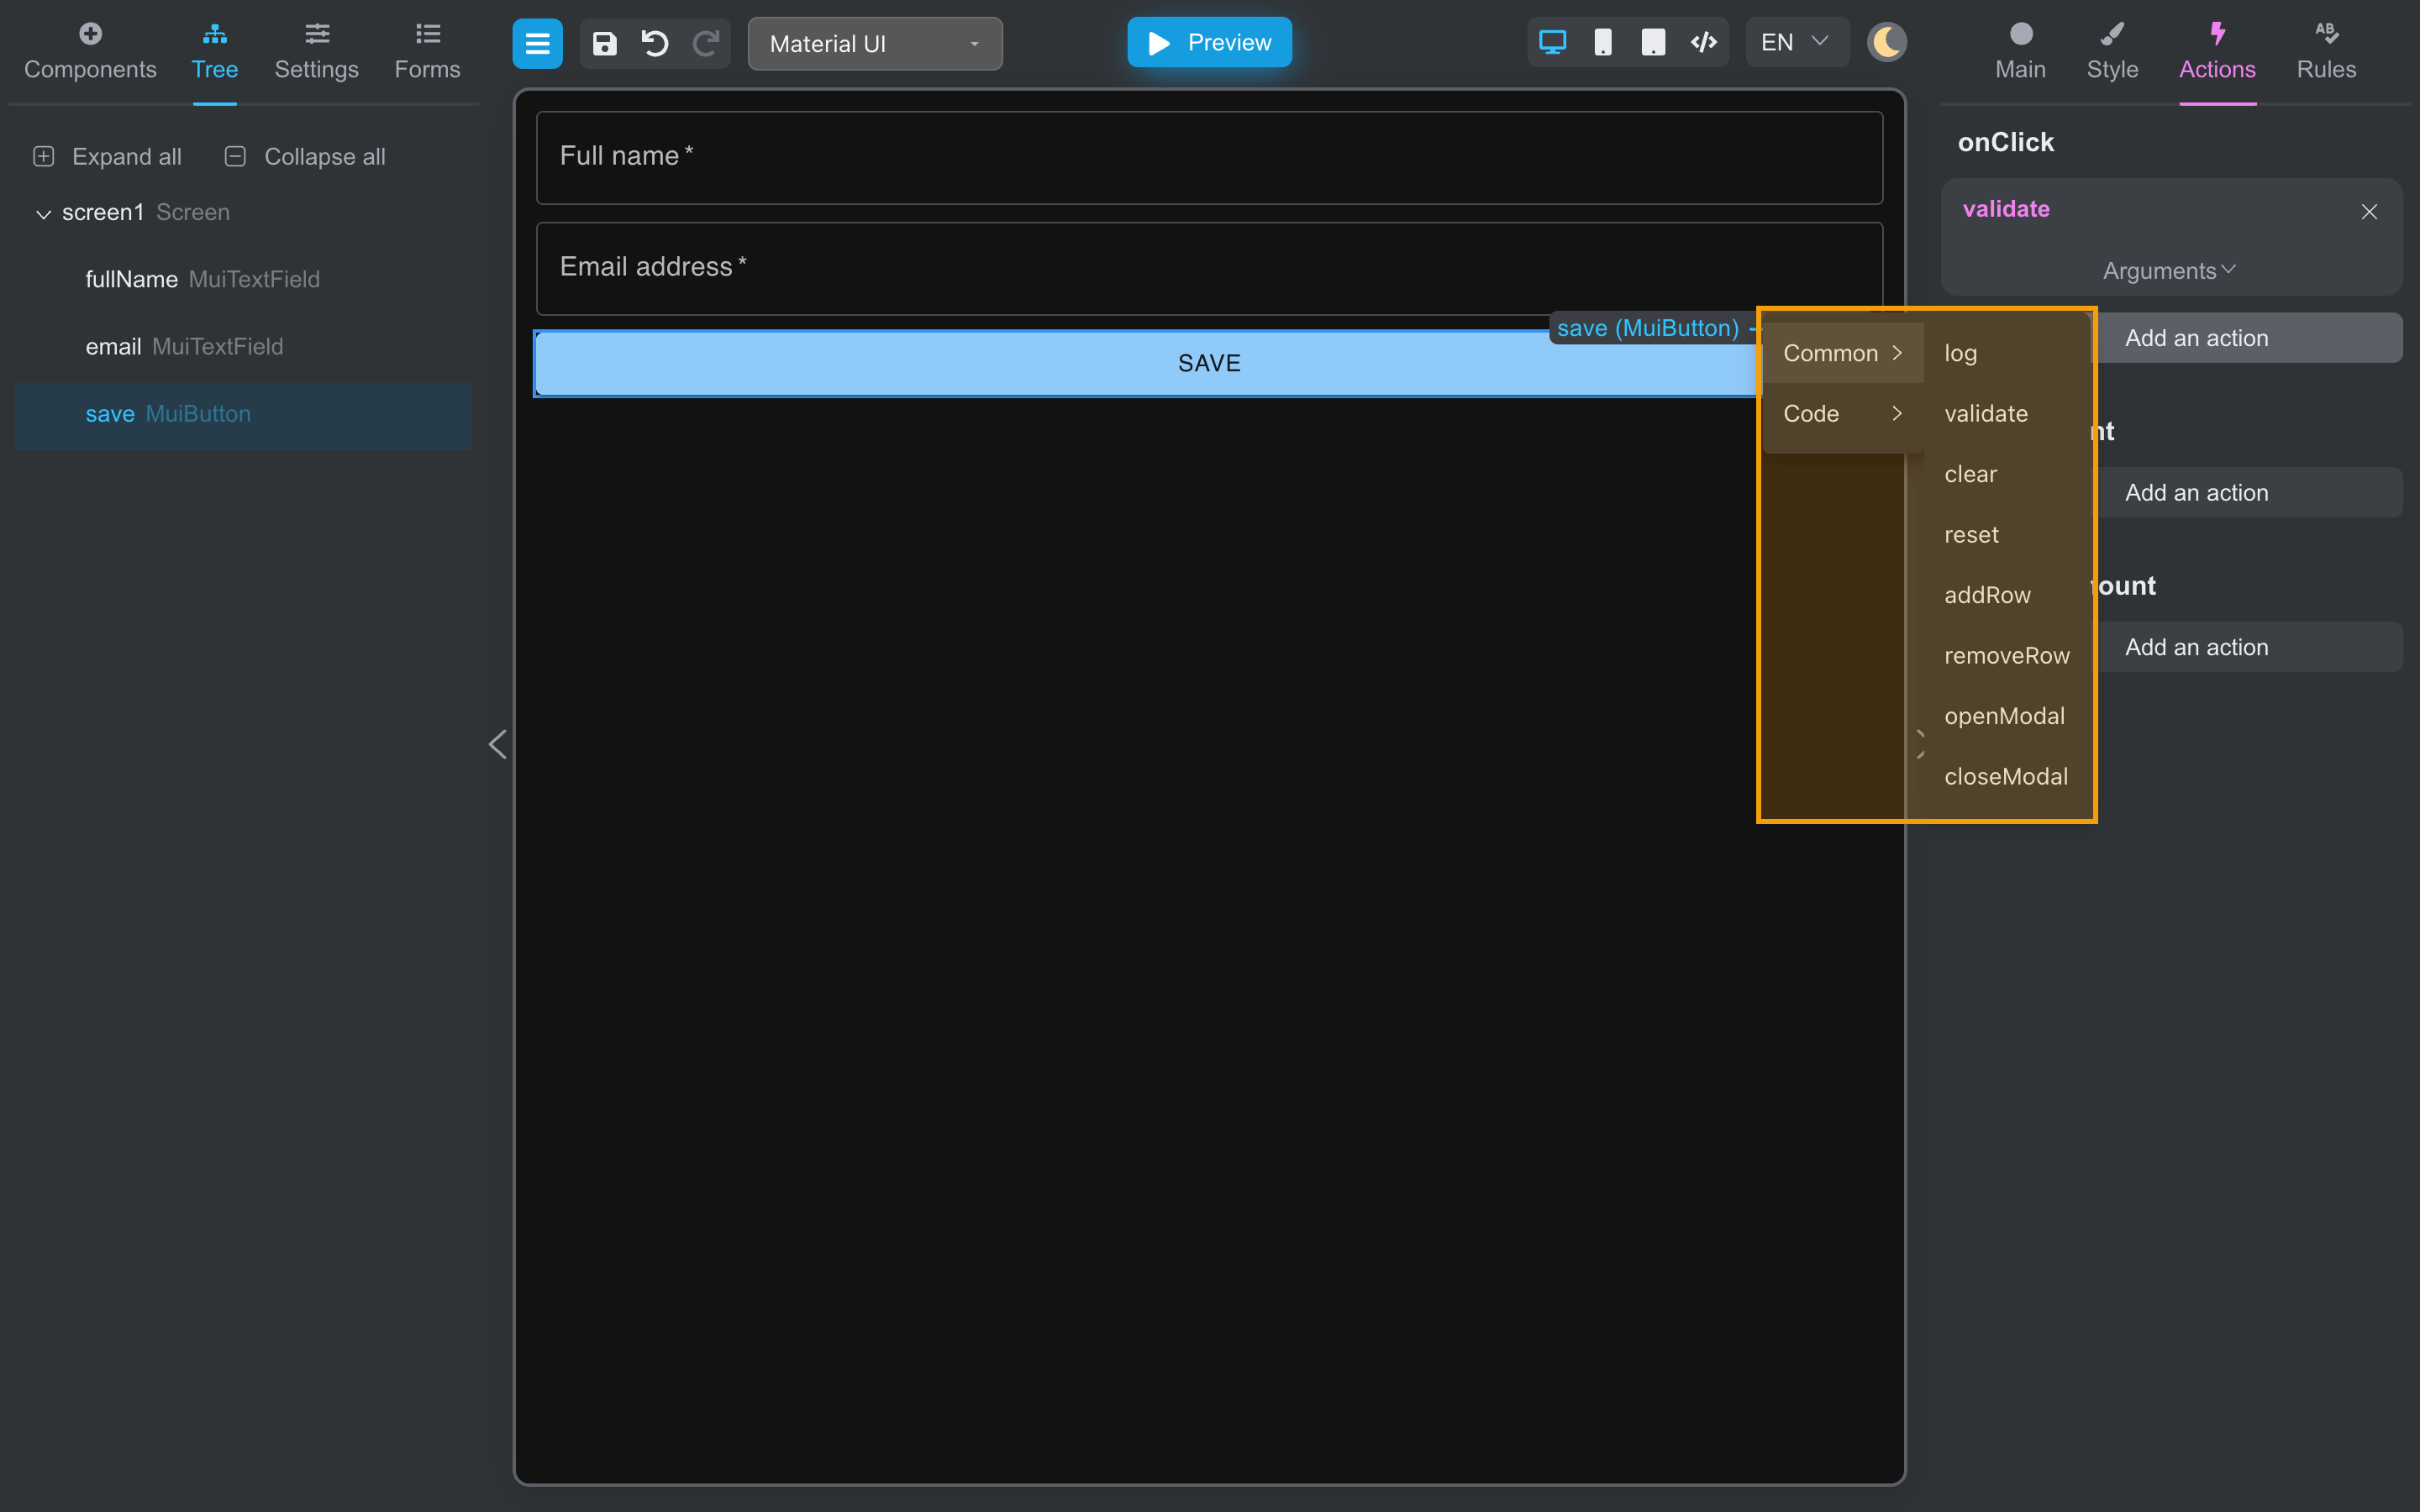 Components
Tree
Settings
Forms
Material UI
Preview
EN
Main
Style
Actions
AB
Rules
Expand all
Collapse all
screen1 Screen
fullName MuiTextField
email MuiTextField
save MuiButton
Full name *
Email address *
save (MuiButton)
SAVE
Common
Code
log
validate
clear
reset
addRow
removeRow
openModal
closeModal
onClick
validate
Arguments
Add an action
nt
Add an action
ount
Add an action